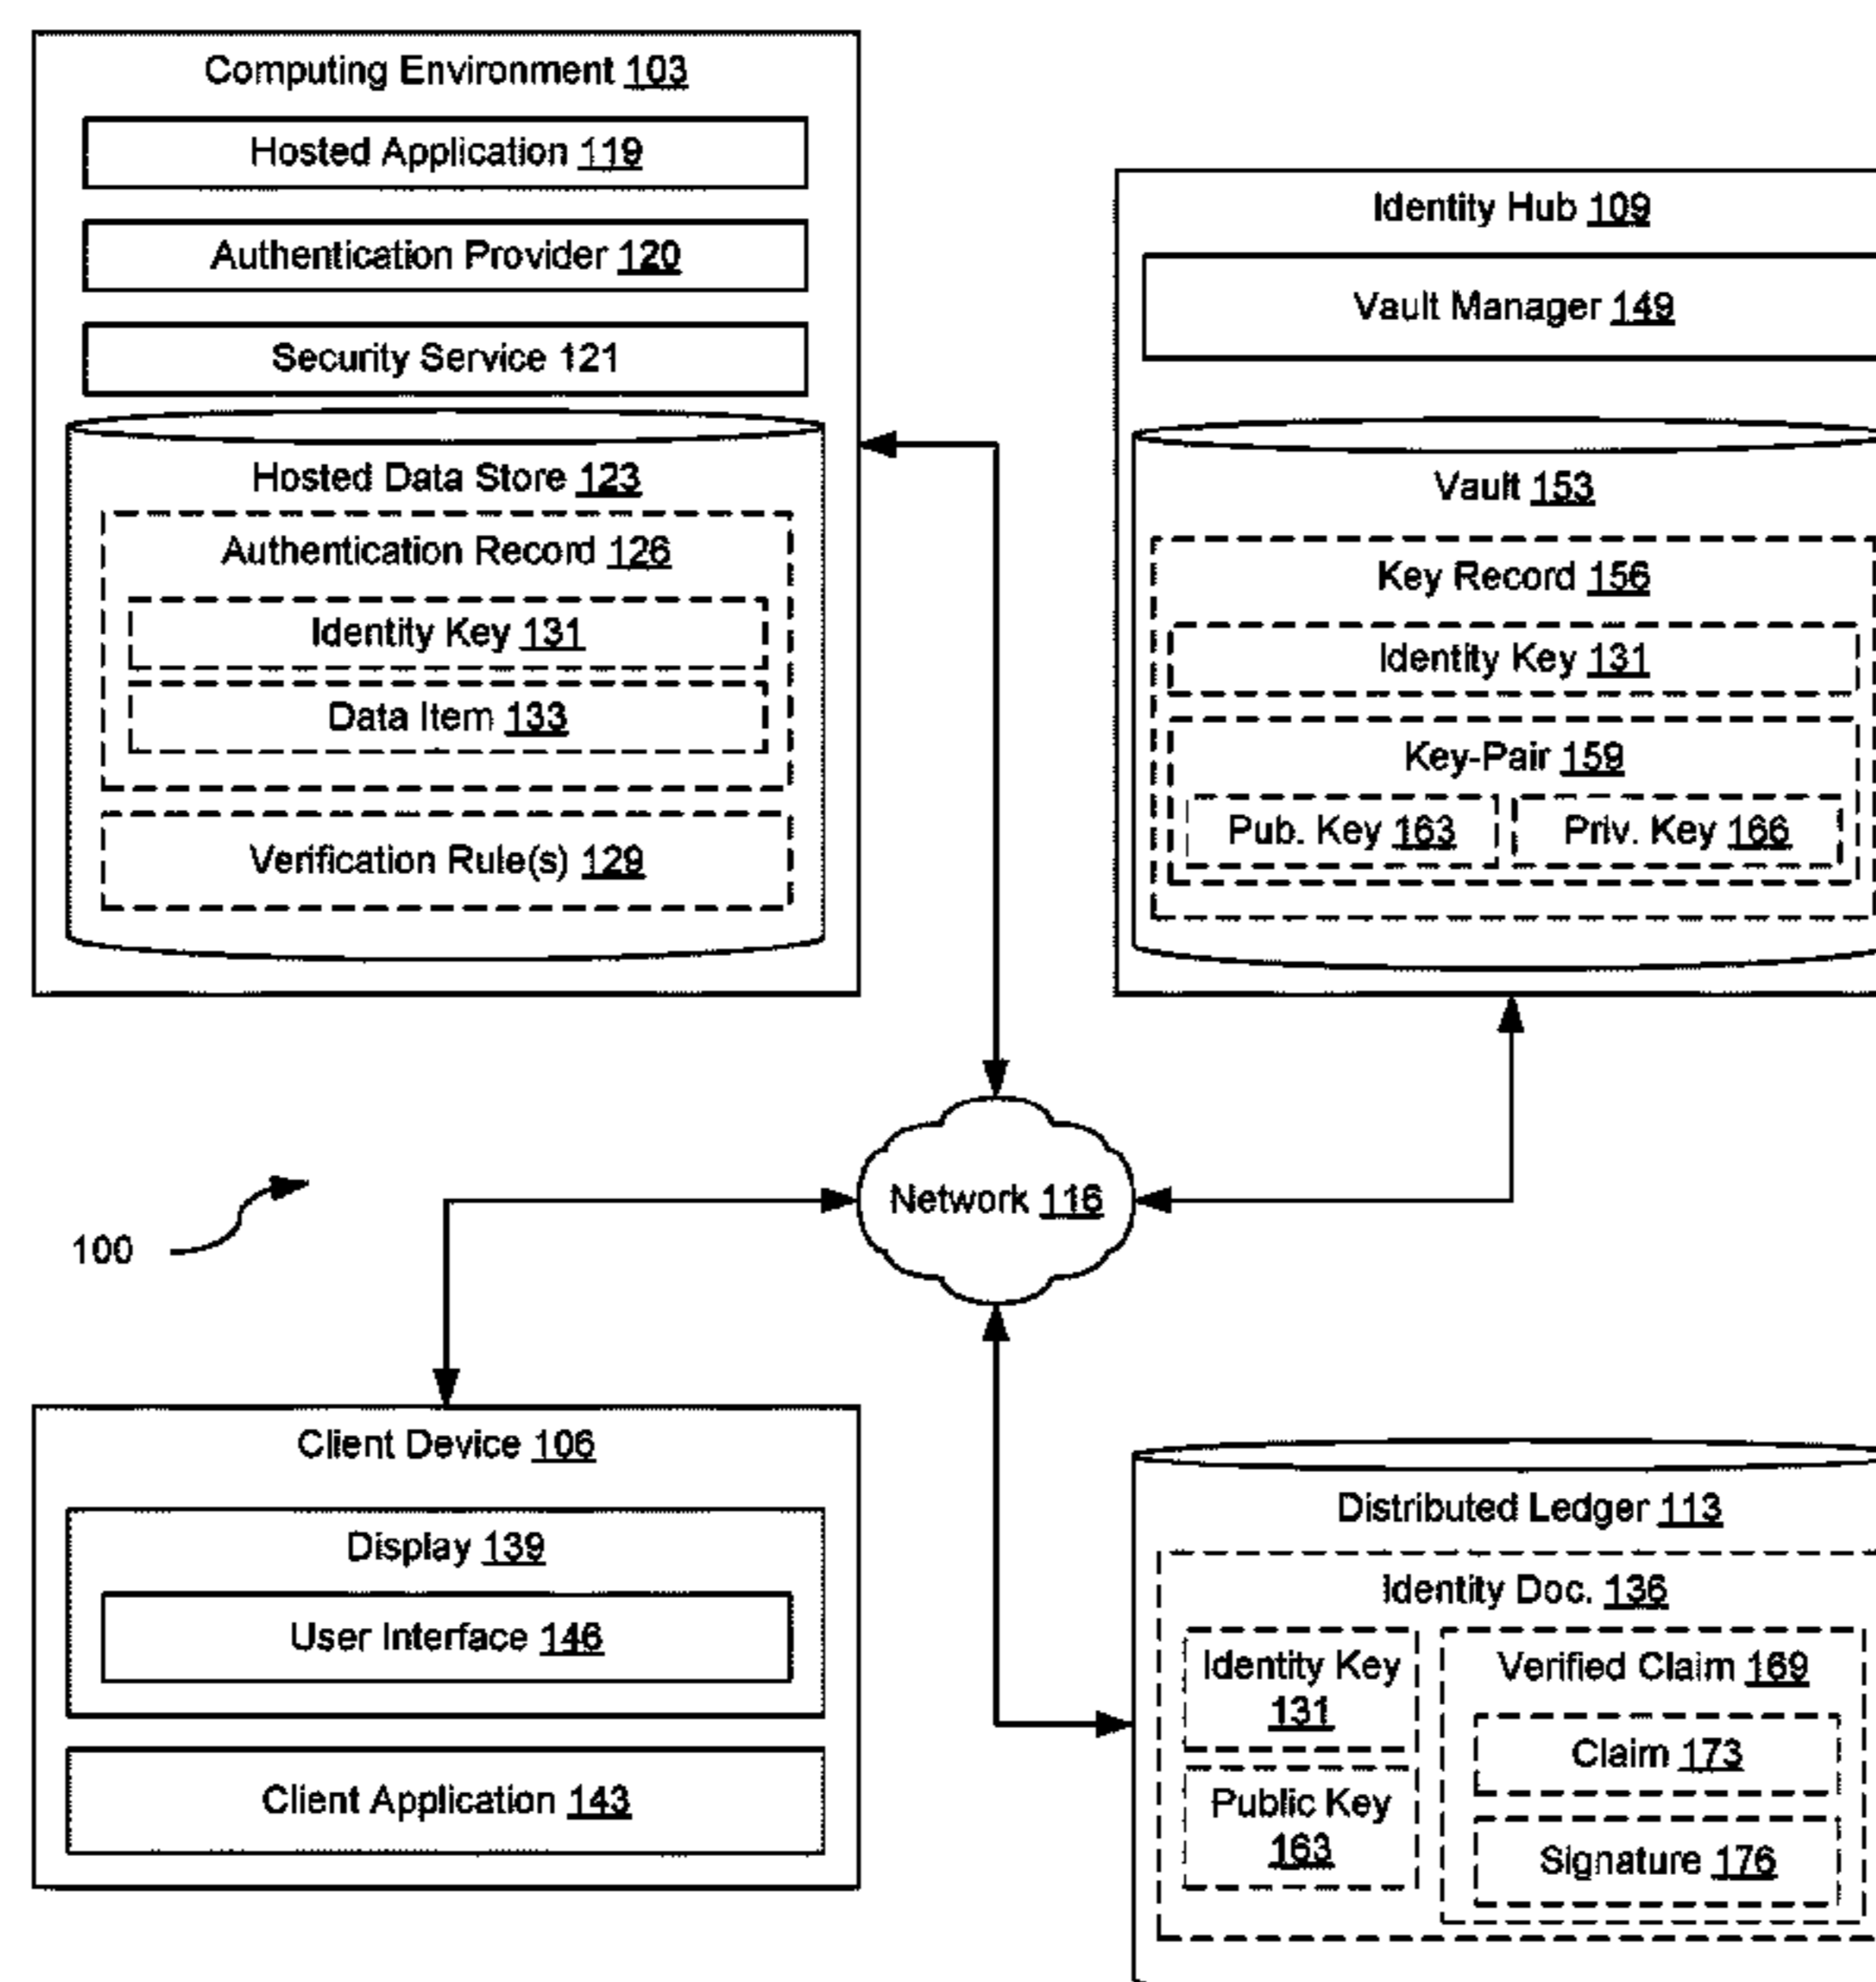 Computing Environment 103
Hosted Application 119
Authentication Provider 120
Security Service 121
Hosted Data Store 123
Authentication Record 126
Identity Key 131
Data Item 133
Verification Rule(s) 129
Identity Hub 109
Vault Manager 149
Vault 153
Key Record 156
Identity Key 131
Key-Pair 159
Pub. Key 163
Priv. Key 166
Network 116
100
Client Device 106
Display 139
User Interface 146
Client Application 143
Distributed Ledger 113
Identity Doc. 136
Identity Key
131
Public Key
163
Verified Claim 169
Claim 173
Signature 176